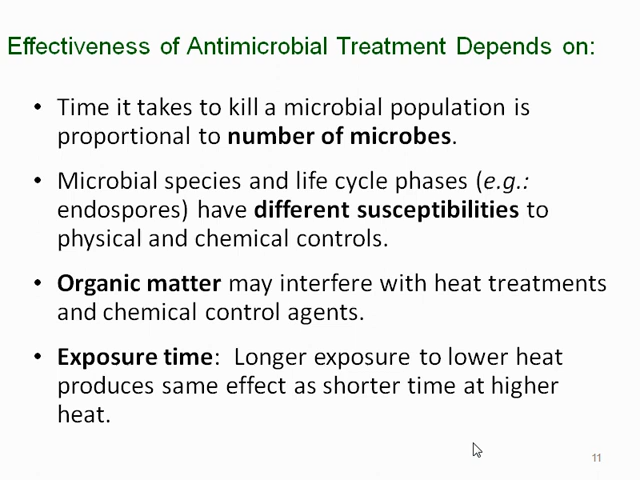 Effectiveness of Antimicrobial Treatment Depends on:
• Time it takes to kill a microbial population is
proportional to number of microbes.
• Microbial species and life cycle phases (e.g.:
endospores) have different susceptibilities to
physical and chemical controls.
• Organic matter may interfere with heat treatments
and chemical control agents.
• Exposure time:  Longer exposure to lower heat
produces same effect as shorter time at higher
heat.
11